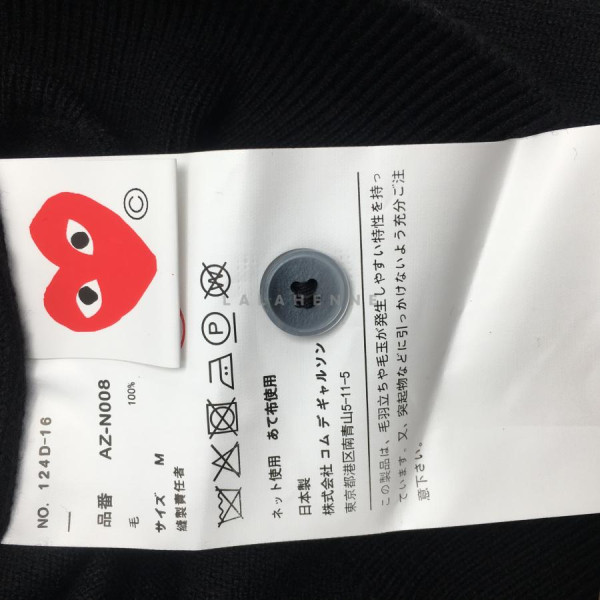 ©
NO. 124D-16
品番 AZ-N008
毛 100%
サイズ M
縫製責任者
ネット使用 あて布使用
日本製
株式会社 コム デ ギャルソン
東京都港区南青山5-11-5
この製品は、毛羽立ちや毛玉が発生しやすい特性を持っ
ています。又、突起物などに引っかけないよう充分ご注
意下さい。
LALAHENNE